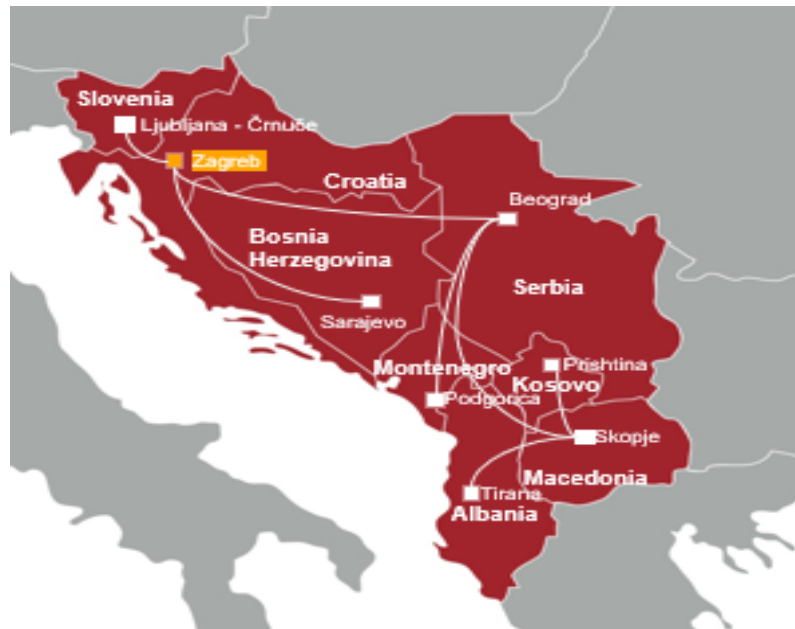 Slovenia
Ljubljana - Črnuče
Zagreb
Croatia
Beograd
Bosnia
Herzegovina
Serbia
Sarajevo
Montenegro
Prishtina
Kosovo
Podgorica
Skopje
Macedonia
Tirana
Albania